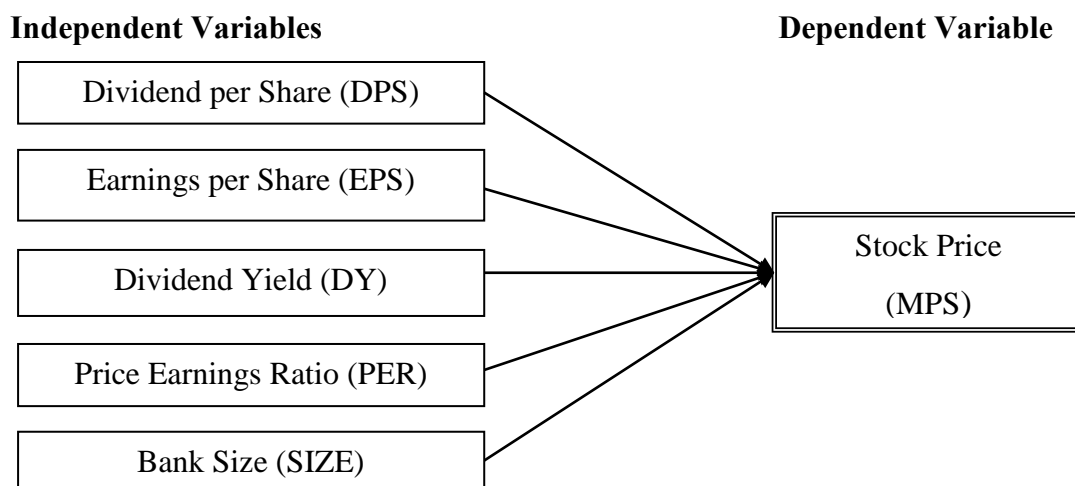 Independent Variables
Dependent Variable
Dividend per Share (DPS)
Earnings per Share (EPS)
Dividend Yield (DY)
Price Earnings Ratio (PER)
Bank Size (SIZE)
Stock Price
(MPS)